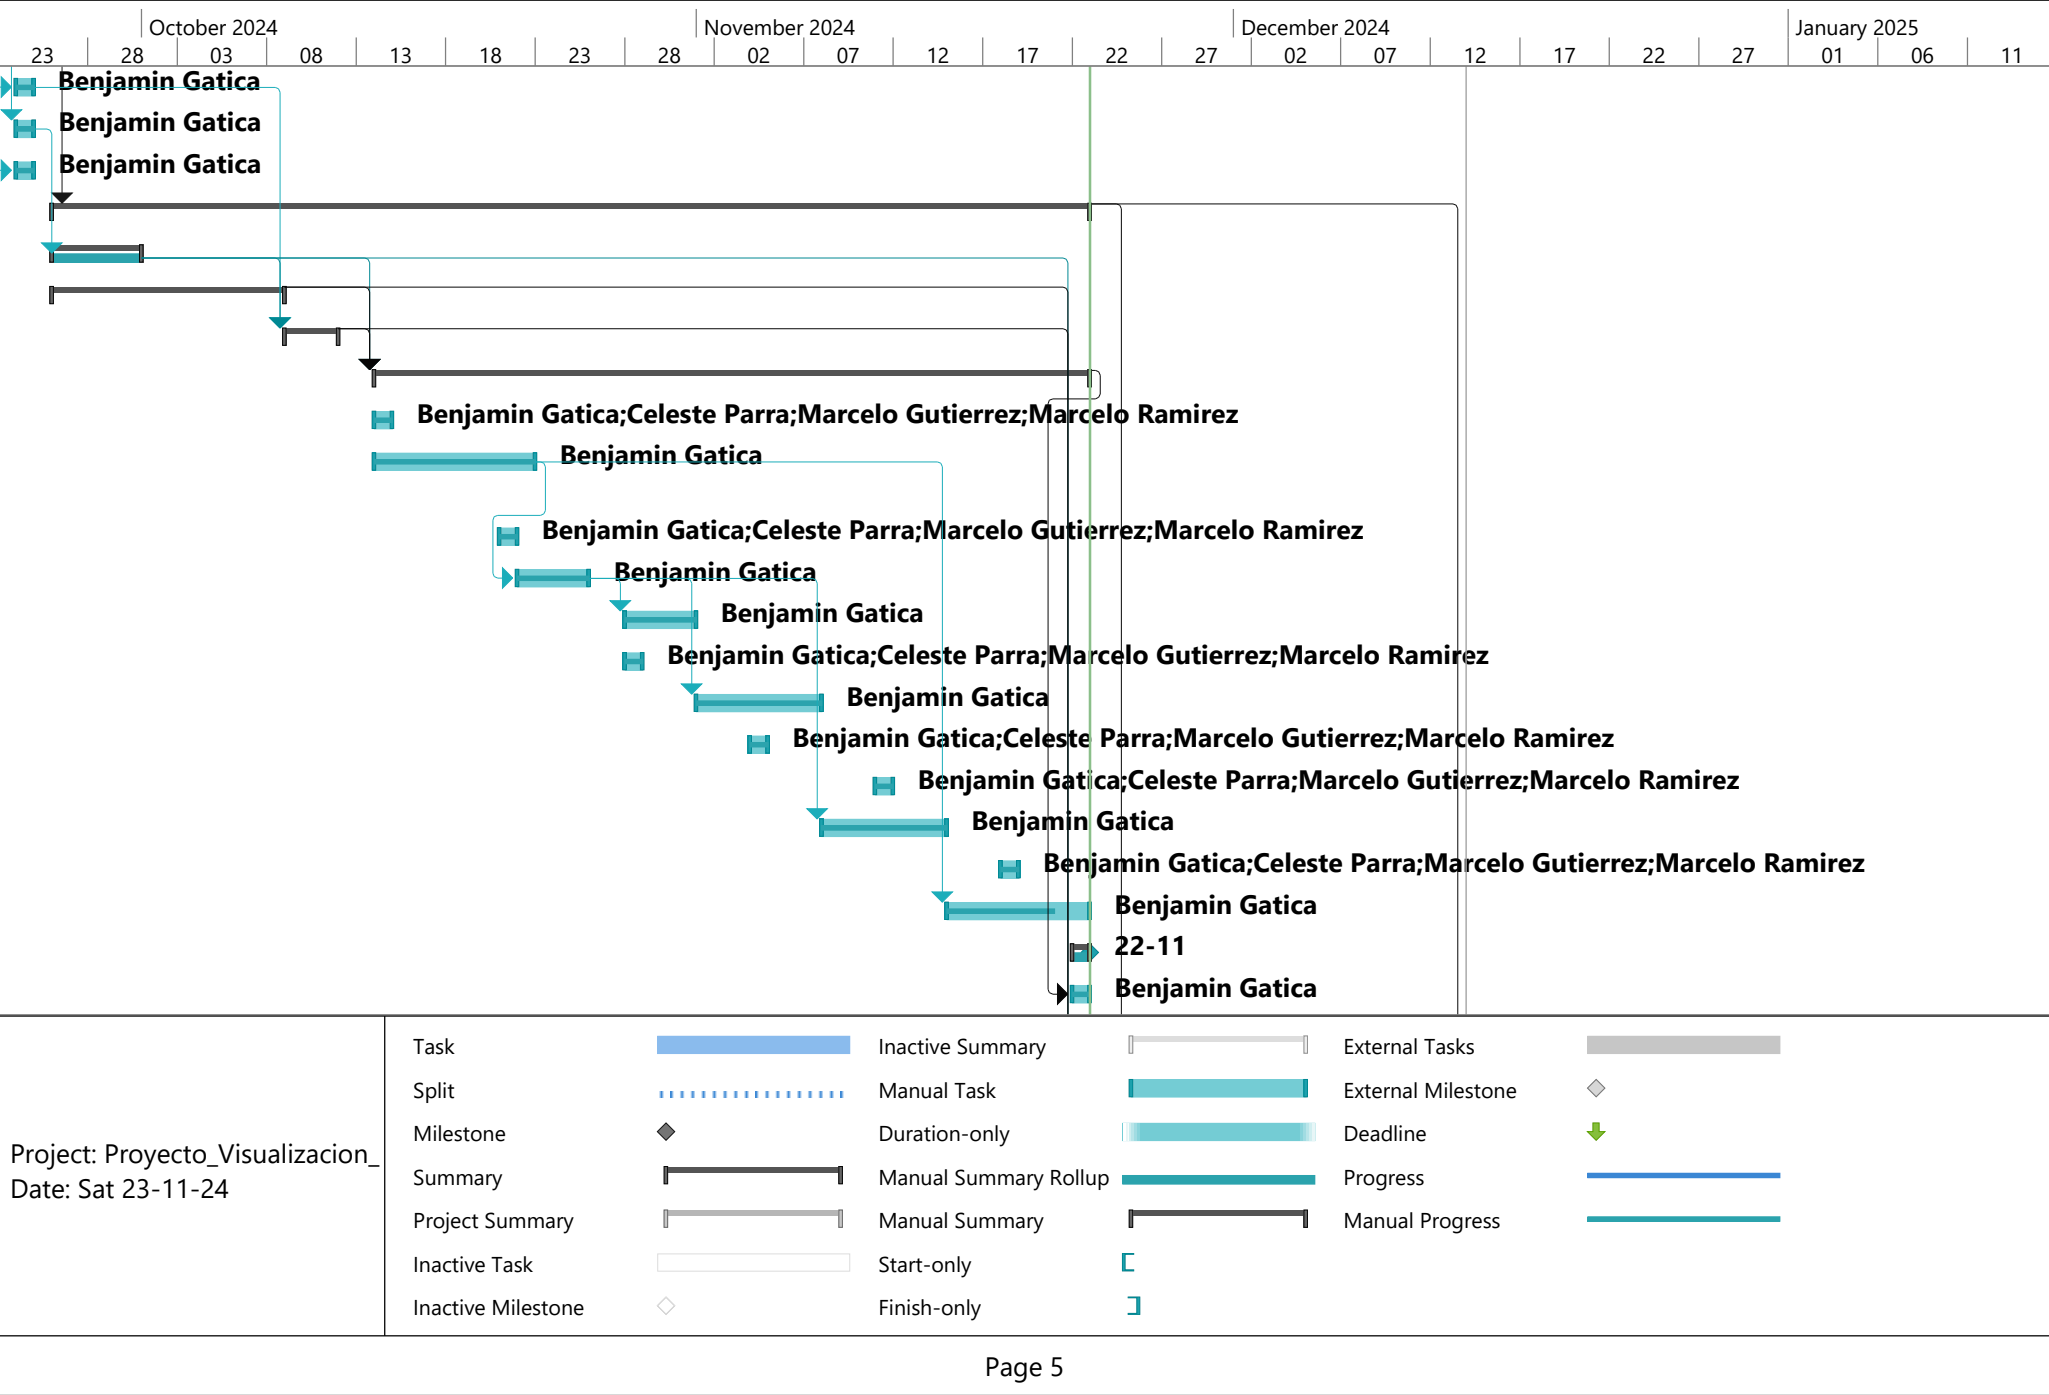 October 2024 November 2024 December 2024 January 2025
23 28 03 08 13 18 23 28 02 07 12 17 22 27 02 07 12 17 22 27 01 06 11
Benjamin Gatica
Benjamin Gatica
Benjamin Gatica
Benjamin Gatica;Celeste Parra;Marcelo Gutierrez;Marcelo Ramirez
Benjamin Gatica
Benjamin Gatica;Celeste Parra;Marcelo Gutierrez;Marcelo Ramirez
Benjamin Gatica
Benjamin Gatica
Benjamin Gatica;Celeste Parra;Marcelo Gutierrez;Marcelo Ramirez
Benjamin Gatica
Benjamin Gatica;Celeste Parra;Marcelo Gutierrez;Marcelo Ramirez
Benjamin Gatica;Celeste Parra;Marcelo Gutierrez;Marcelo Ramirez
Benjamin Gatica
Benjamin Gatica;Celeste Parra;Marcelo Gutierrez;Marcelo Ramirez
Benjamin Gatica
22-11
Benjamin Gatica
Project: Proyecto_Visualizacion_
Date: Sat 23-11-24
Task
Split
Milestone
Summary
Project Summary
Inactive Task
Inactive Milestone
Inactive Summary
Manual Task
Duration-only
Manual Summary Rollup
Manual Summary
Start-only
Finish-only
External Tasks
External Milestone
Deadline
Progress
Manual Progress
Page 5